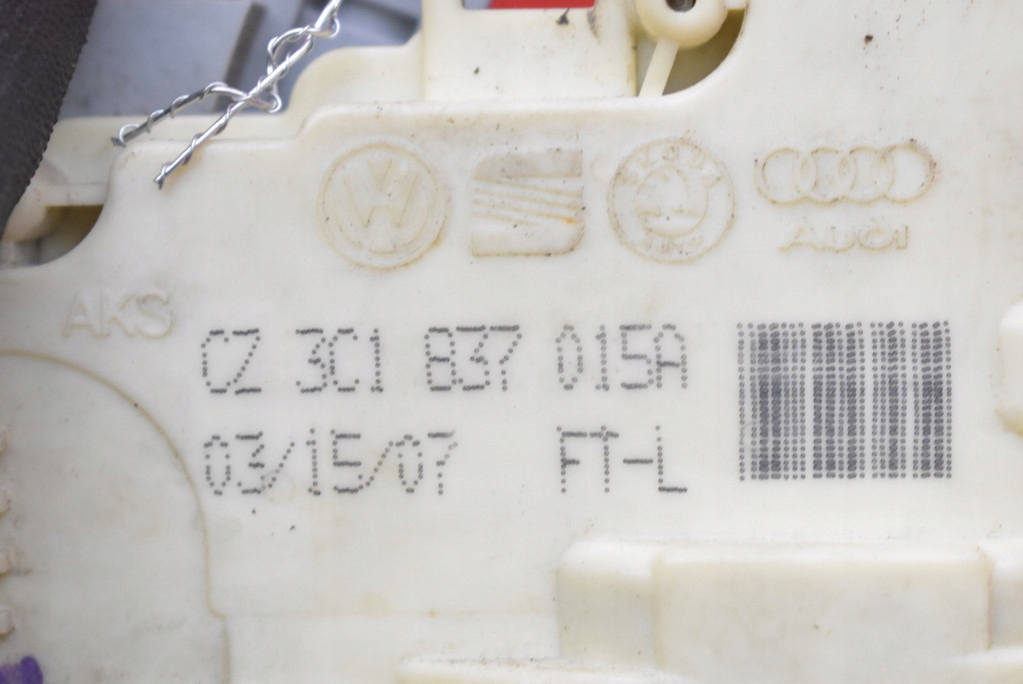 AUDI
AKS
CZ 3C1 837 015A
03/15/07 FT-L